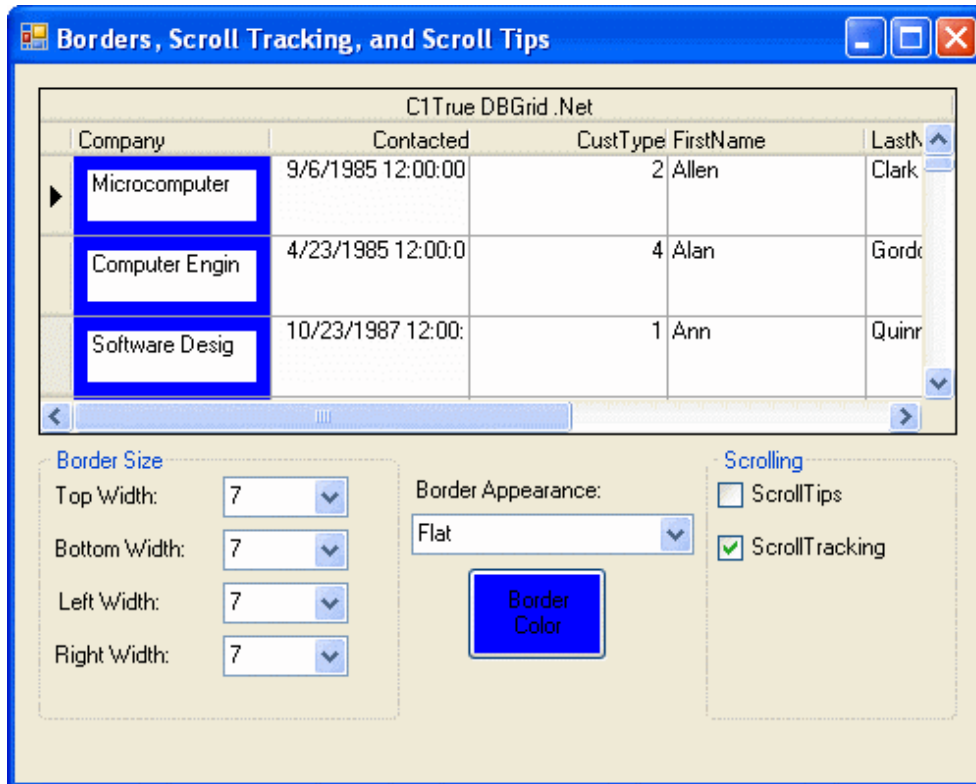 Borders, Scroll Tracking, and Scroll Tips
C1True DBGrid .Net
Company Contacted CustType FirstName LastN
Microcomputer 9/6/1985 12:00:00 2 Allen Clark
Computer Engin 4/23/1985 12:00:0 4 Alan Gordo
Software Desig 10/23/1987 12:00: 1 Ann Quinn
Border Size
Top Width: 7
Bottom Width: 7
Left Width: 7
Right Width: 7
Border Appearance:
Flat
Border
Color
Scrolling
ScrollTips
ScrollTracking